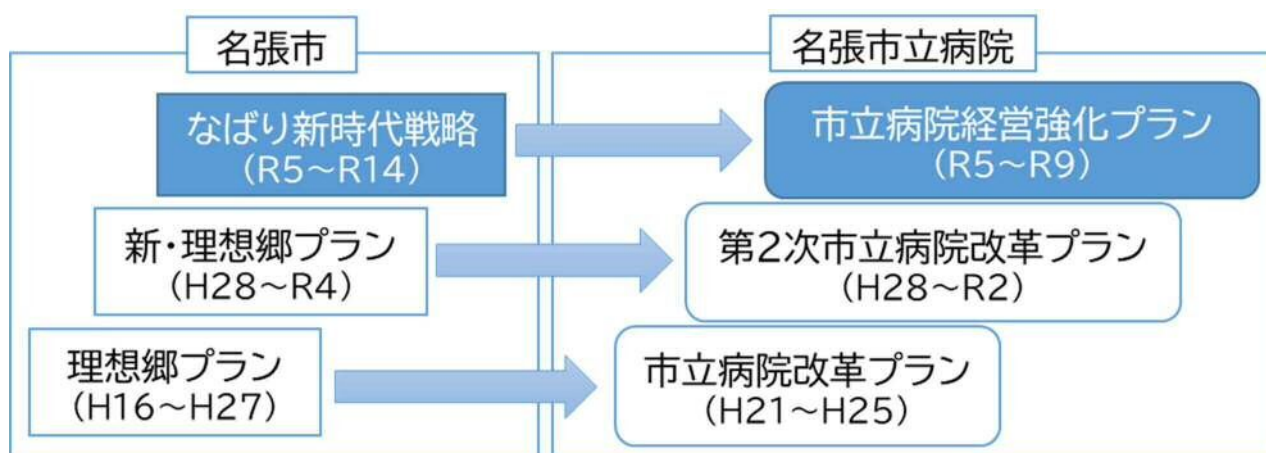 名張市
名張市立病院
なばり新時代戦略
(R5～R14)
市立病院経営強化プラン
(R5～R9)
新・理想郷プラン
(H28～R4)
第2次市立病院改革プラン
(H28～R2)
理想郷プラン
(H16～H27)
市立病院改革プラン
(H21～H25)